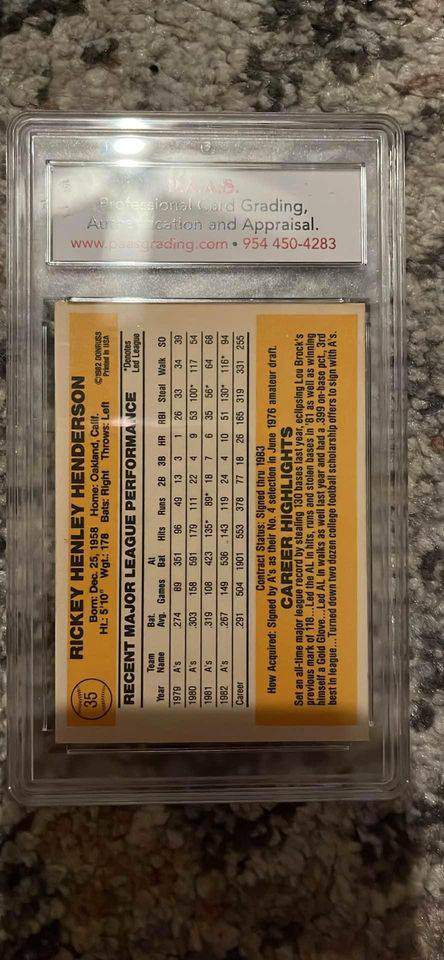 Professional Card Grading,
Authentication and Appraisal.
www.paasgrading.com • 954 450-4283
35
RICKEY HENLEY HENDERSON
Born: Dec. 25, 1958 Home: Oakland, Calif.
Ht.: 5'10" Wgt.: 178 Bats: Right Throws: Left
©1982 DONRUSS
Printed in USA
RECENT MAJOR LEAGUE PERFORMANCE
*Denotes
Led League
Team Bat. At
Year Name Avg. Games Bat Hits Runs 2B 3B HR RBI Steal Walk SO
1979 A's .274 89 351 96 49 13 3 1 26 33 34 39
1980 A's .303 158 591 179 111 22 4 9 53 100* 117 54
1981 A's .319 108 423 135* 89* 18 7 6 35 56* 64 68
1982 A's .267 149 536 .143 119 24 4 10 51 130* 116* 94
Career .291 504 1901 553 378 77 18 26 165 319 331 255
Contract Status: Signed thru 1983
How Acquired: Signed by A's as their No. 4 selection in June 1976 amateur draft.
CAREER HIGHLIGHTS
Set an all-time major league record by stealing 130 bases last year, eclipsing Lou Brock's
previous mark of 118...Led the AL in hits, runs and stolen bases in '81 as well as winning
himself a Gold Glove...Led AL in walks as well last year and had a .399 on-base pct, 3rd
best in league...Turned down two dozen college football scholarship offers to sign with A's.